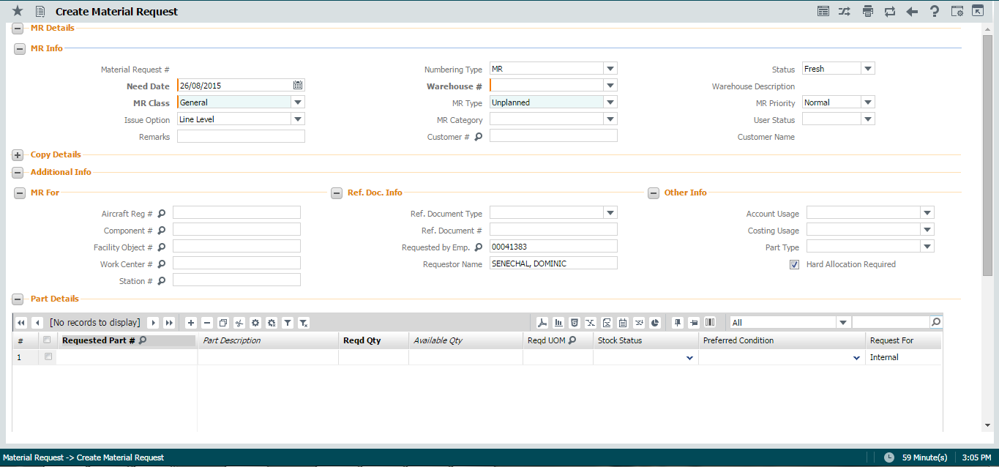 Create Material Request
MR Details
MR Info
Material Request #
Numbering Type MR
Status Fresh
Need Date 26/08/2015
Warehouse #
Warehouse Description
MR Class General
MR Type Unplanned
MR Priority Normal
Issue Option Line Level
MR Category
User Status
Remarks
Customer #
Customer Name
Copy Details
Additional Info
MR For
Ref. Doc. Info
Other Info
Aircraft Reg #
Ref. Document Type
Account Usage
Component #
Ref. Document #
Costing Usage
Facility Object #
Requested by Emp. 00041383
Part Type
Work Center #
Requestor Name SENECHAL, DOMINIC
Hard Allocation Required
Station #
Part Details
[No records to display]
All
# Requested Part # Part Description Reqd Qty Available Qty Reqd UOM Stock Status Preferred Condition Request For
1 Internal
Material Request -> Create Material Request
59 Minute(s)
3:05 PM